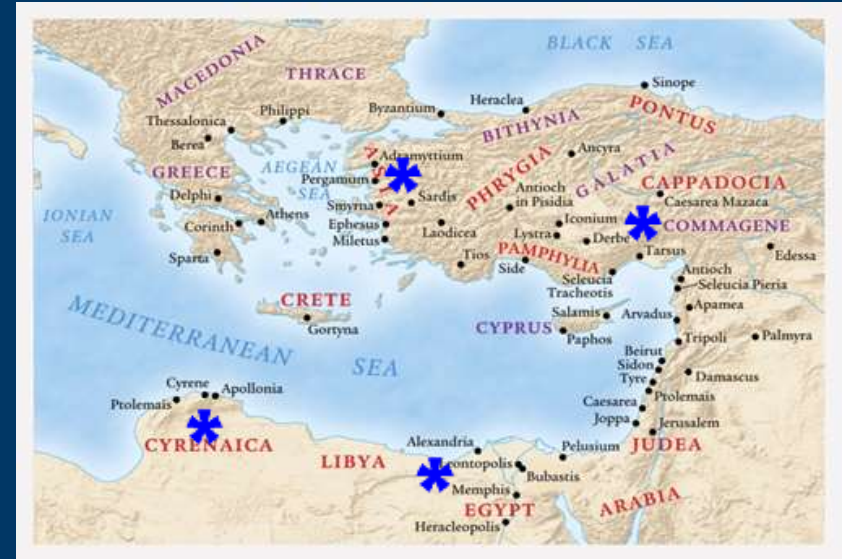 BLACK SEA
MACEDONIA
THRACE
Sinope
Heraclea
Byzantium
PONTUS
Philippi
Thessalonica
BITHYNIA
Berea
Ancyra
Adramyttium
ASIA
GALATIA
PHRYGIA
GREECE
AEGEAN
SEA
Pergamum
CAPPADOCIA
Delphi
Sardis
Antioch
in Pisidia
Caesarea Mazaca
Smyrna
IONIAN
SEA
Athens
Corinth
Ephesus
Laodicea
Iconium
COMMAGENE
Lystra
Derbe
Miletus
PAMPHYLIA
Tarsus
Edessa
Sparta
Tios
Side
Antioch
Seleucia
Tracheotis
Seleucia Pieria
CRETE
Gortyna
Salamis
Arvadus
Apamea
MEDITERRANEAN
SEA
CYPRUS
Paphos
Tripoli
Palmyra
Beirut
Sidon
Tyre
Damascus
Cyrene
Apollonia
Ptolemais
Ptolemais
Caesarea
Joppa
Jerusalem
CYRENAICA
Alexandria
Pelusium
JUDEA
LIBYA
Bubastis
Memphis
EGYPT
ARABIA
Heracleopolis